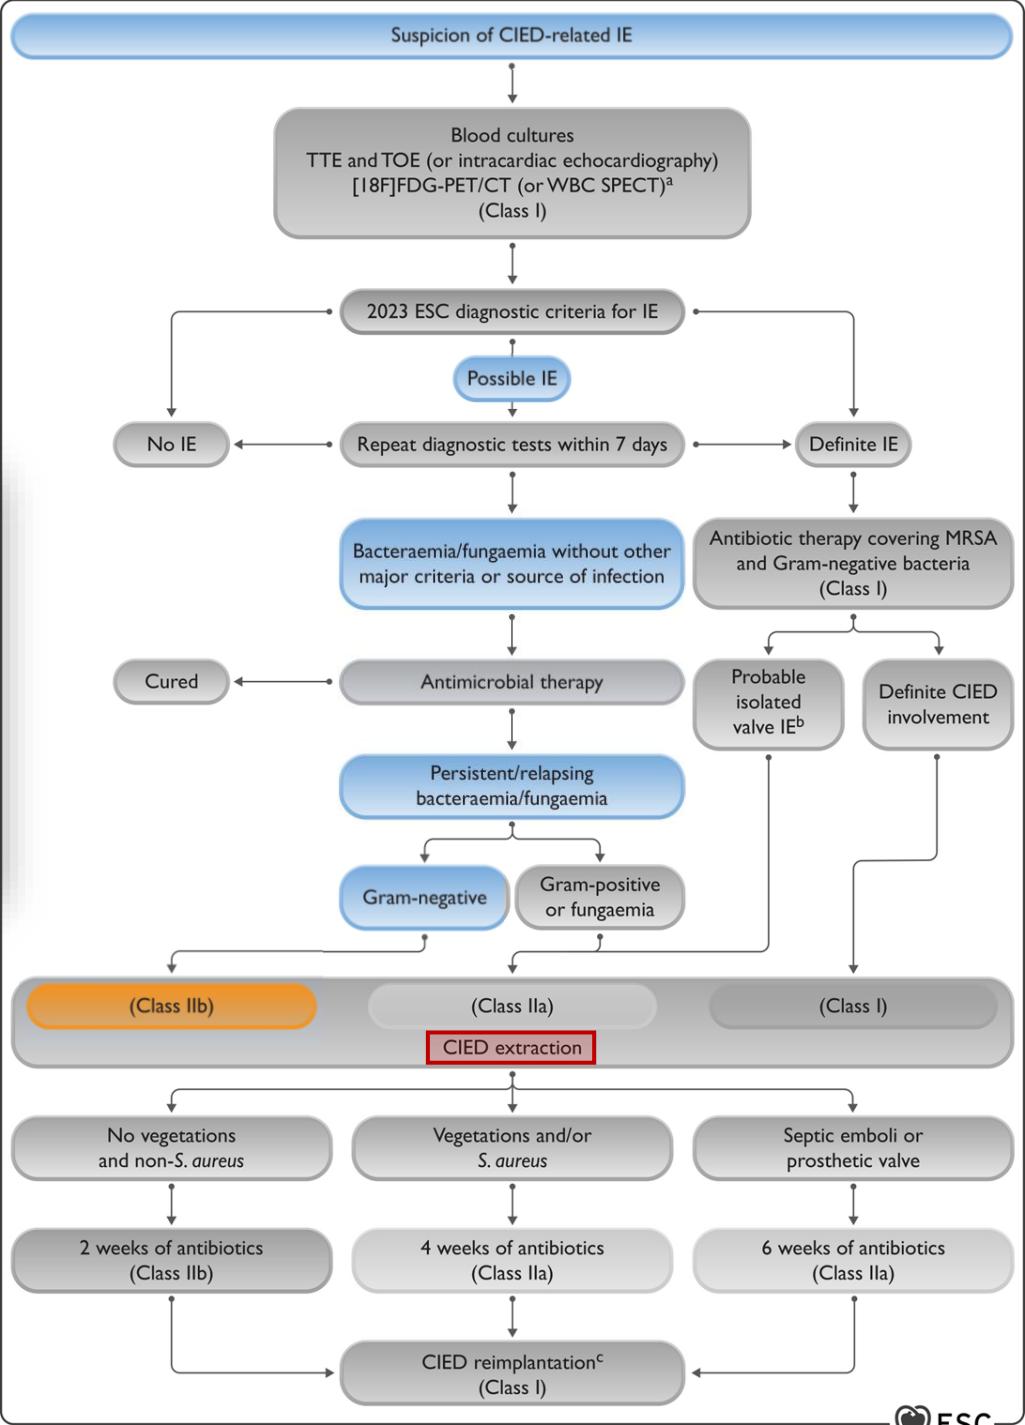 Suspicion of CIED-related IE
Blood cultures
TTE and TOE (or intracardiac echocardiography)
[18F]FDG-PET/CT (or WBC SPECT)a
(Class I)
2023 ESC diagnostic criteria for IE
Possible IE
No IE
Repeat diagnostic tests within 7 days
Definite IE
Bacteraemia/fungaemia without other
major criteria or source of infection
Antibiotic therapy covering MRSA
and Gram-negative bacteria
(Class I)
Cured
Antimicrobial therapy
Probable
isolated
valve IEb
Definite CIED
involvement
Persistent/relapsing
bacteraemia/fungaemia
Gram-negative
Gram-positive
or fungaemia
(Class IIb)
(Class IIa)
(Class I)
CIED extraction
No vegetations
and non-S. aureus
Vegetations and/or
S. aureus
Septic emboli or
prosthetic valve
2 weeks of antibiotics
(Class IIb)
4 weeks of antibiotics
(Class IIa)
6 weeks of antibiotics
(Class IIa)
CIED reimplantationc
(Class I)
ESC